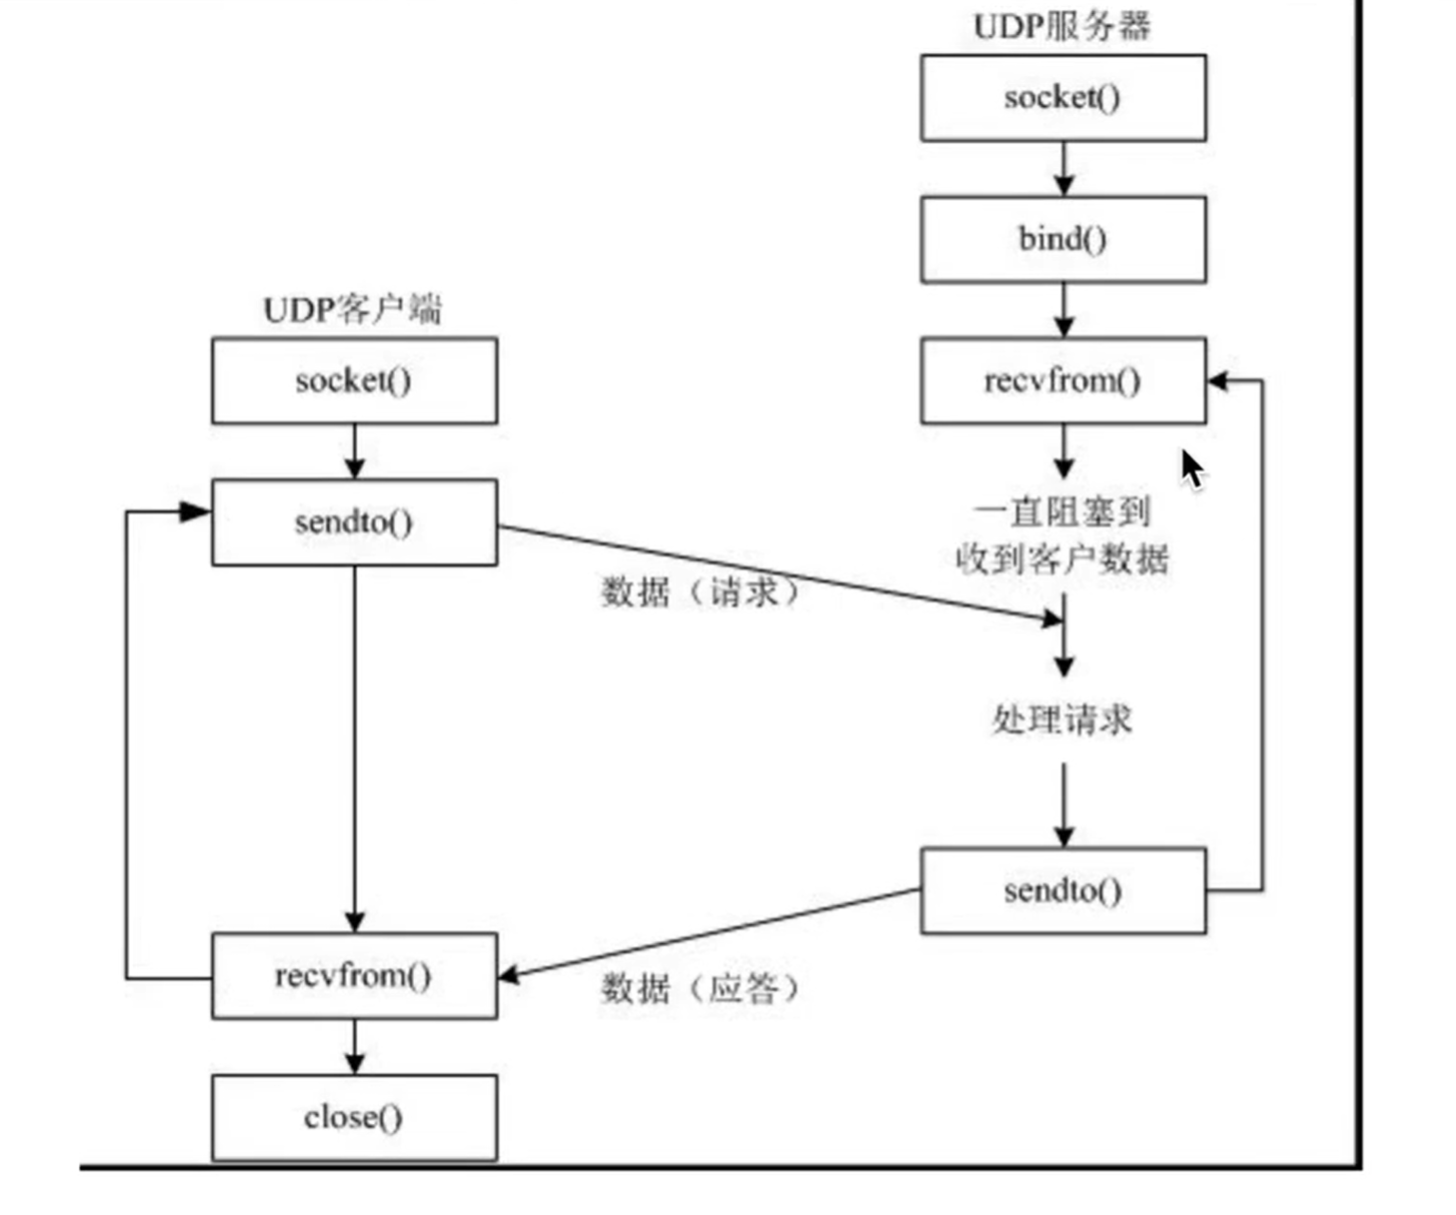 UDP服务器
socket()
bind()
recvfrom()
一直阻塞到
收到客户数据
处理请求
sendto()
UDP客户端
socket()
sendto()
数据（请求）
recvfrom()
数据（应答）
close()